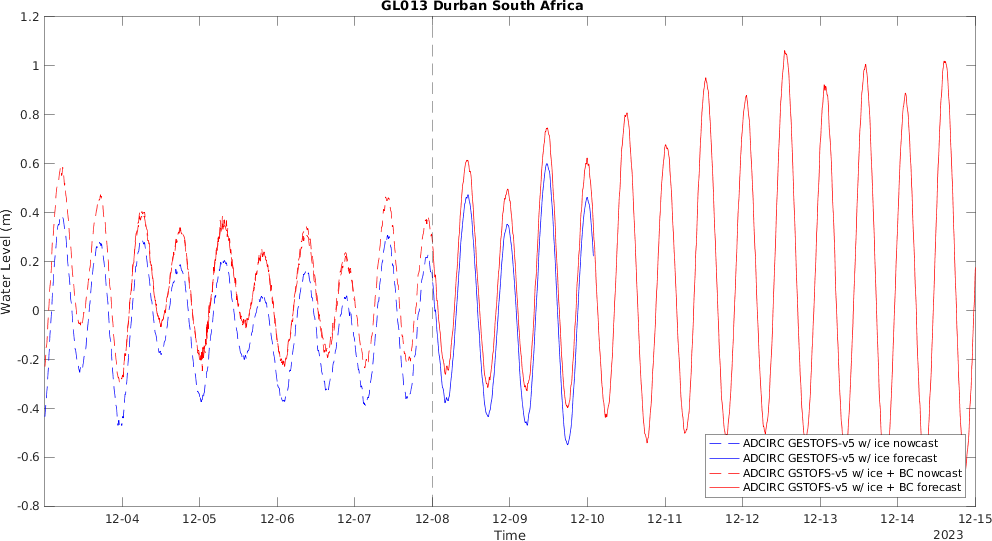 GL013 Durban South Africa
1.2
1
0.8
0.6
0.4
0.2
0
-0.2
-0.4
-0.6
-0.8
Water Level (m)
ADCIRC GESTOFS-v5 w/ ice nowcast
ADCIRC GESTOFS-v5 w/ ice forecast
ADCIRC GSTOFS-v5 w/ ice + BC nowcast
ADCIRC GSTOFS-v5 w/ ice + BC forecast
12-04 12-05 12-06 12-07 12-08 12-09 12-10 12-11 12-12 12-13 12-14 12-15
Time
2023